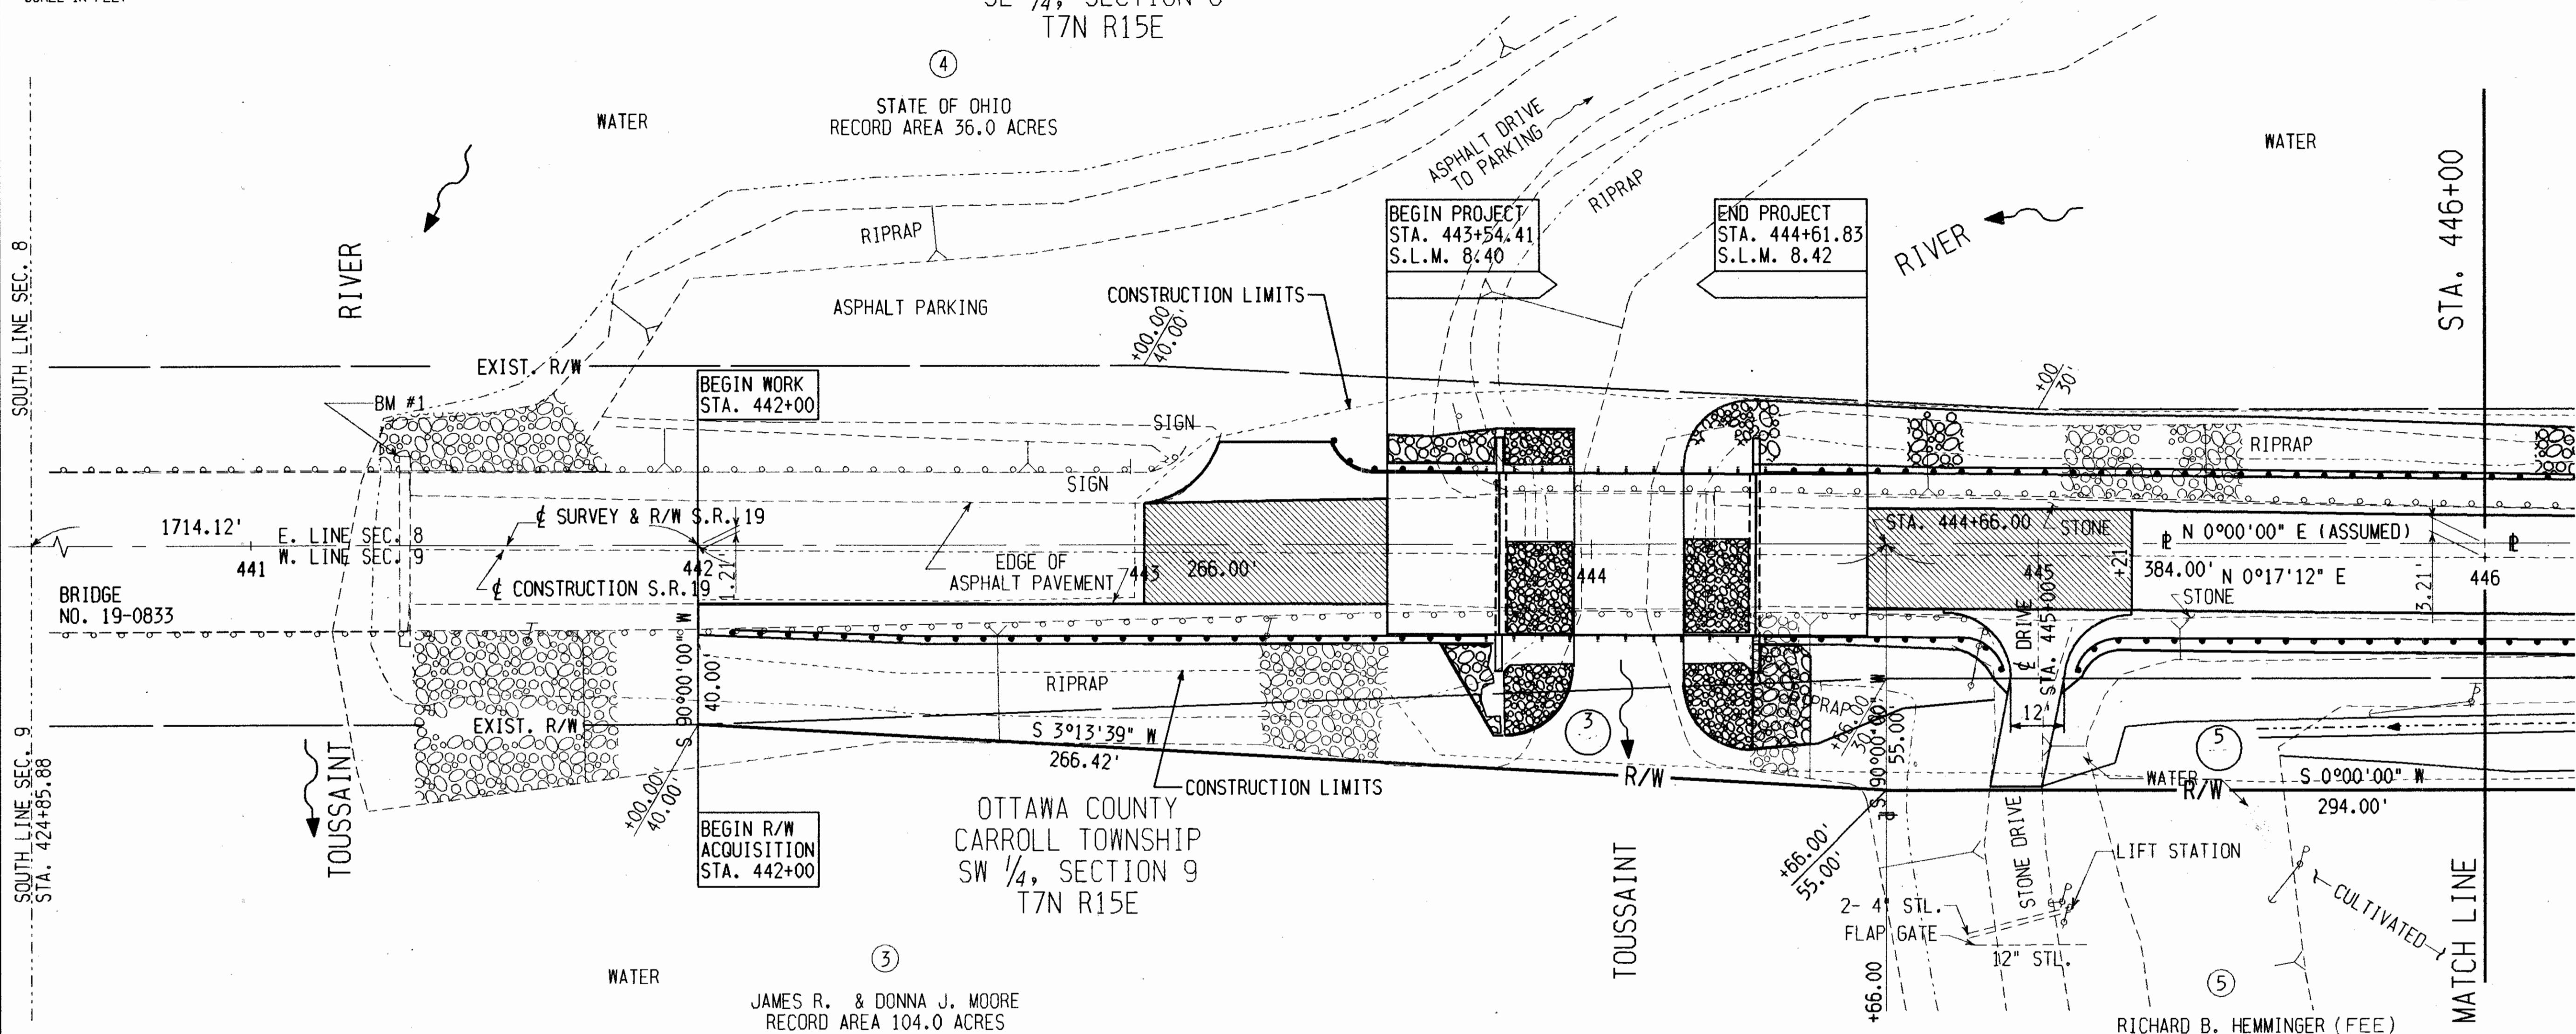 T7N R15E
④
STATE OF OHIO
RECORD AREA 36.0 ACRES
WATER
RIVER
SOUTH LINE SEC. 8
RIPRAP
ASPHALT PARKING
ASPHALT DRIVE
TO PARKING
RIPRAP
WATER
STA. 446+00
BEGIN PROJECT
STA. 443+54.41
S.L.M. 8.40
END PROJECT
STA. 444+61.83
S.L.M. 8.42
RIVER
CONSTRUCTION LIMITS
+00.00'
40.00'
+00
30'
EXIST. R/W
BM #1
BEGIN WORK
STA. 442+00
SIGN
SIGN
RIPRAP
1714.12'
E. LINE SEC. 8
W. LINE SEC. 9
℄ SURVEY & R/W S.R. 19
℄ CONSTRUCTION S.R.19
441
442
1.21'
EDGE OF
ASPHALT PAVEMENT
443
266.00'
444
STA. 444+66.00
STONE
445
+21
℄ DRIVE
STA. 445+00
12'
N 0°00'00" E (ASSUMED)
384.00'
N 0°17'12" E
446
3.21'
STONE
BRIDGE
NO. 19-0833
S 90°00'00" W
40.00'
RIPRAP
EXIST. R/W
S 3°13'39" W
266.42'
CONSTRUCTION LIMITS
③
R/W
+66.00
30.00'
S 90°00'00" W
55.00'
⑤
WATER
R/W
S 0°00'00" W
294.00'
SOUTH LINE SEC. 9
STA. 424+85.88
TOUSSAINT
+00.00'
40.00'
BEGIN R/W
ACQUISITION
STA. 442+00
OTTAWA COUNTY
CARROLL TOWNSHIP
SW 1/4, SECTION 9
T7N R15E
TOUSSAINT
+66.00'
55.00'
STONE DRIVE
LIFT STATION
2- 4" STL.
FLAP GATE
12" STL.
+66.00
CULTIVATED
MATCH LINE
WATER
③
JAMES R. & DONNA J. MOORE
RECORD AREA 104.0 ACRES
⑤
RICHARD B. HEMMINGER (FEE)